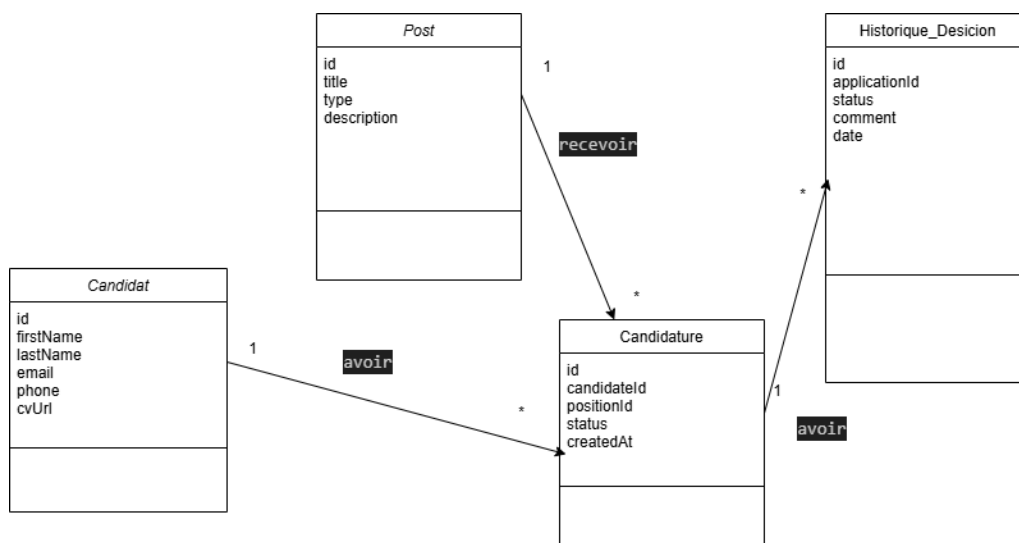 Post
id
title
type
description
1
recevoir
*
Historique_Desicion
id
applicationId
status
comment
date
*
Candidat
id
firstName
lastName
email
phone
cvUrl
1
avoir
*
Candidature
id
candidateId
positionId
status
createdAt
1
avoir